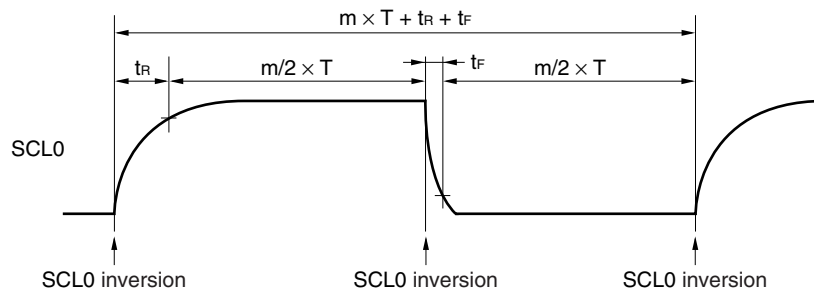 m × T + tR + tF
tR
m/2 × T
tF
m/2 × T
SCL0
SCL0 inversion
SCL0 inversion
SCL0 inversion